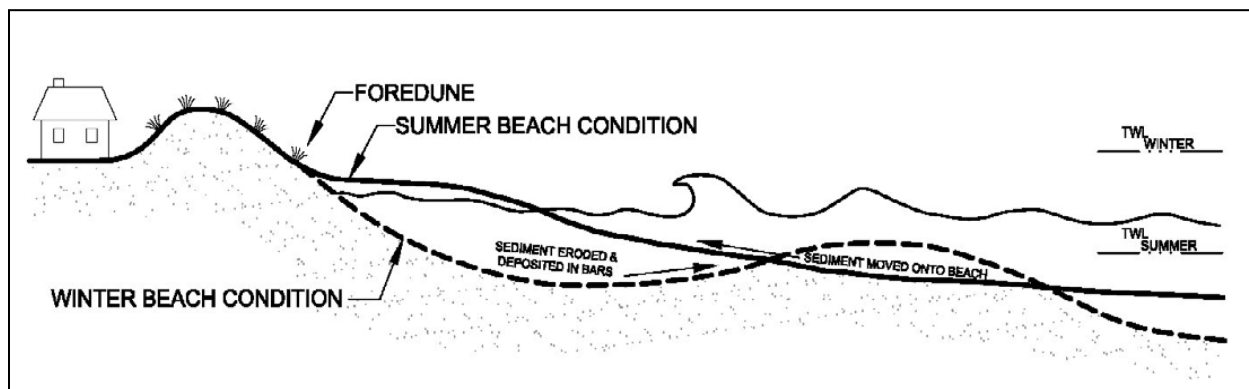 FOREDUNE
SUMMER BEACH CONDITION
TWL
WINTER
TWL
SUMMER
SEDIMENT ERODED &
DEPOSITED IN BARS
SEDIMENT MOVED ONTO BEACH
WINTER BEACH CONDITION